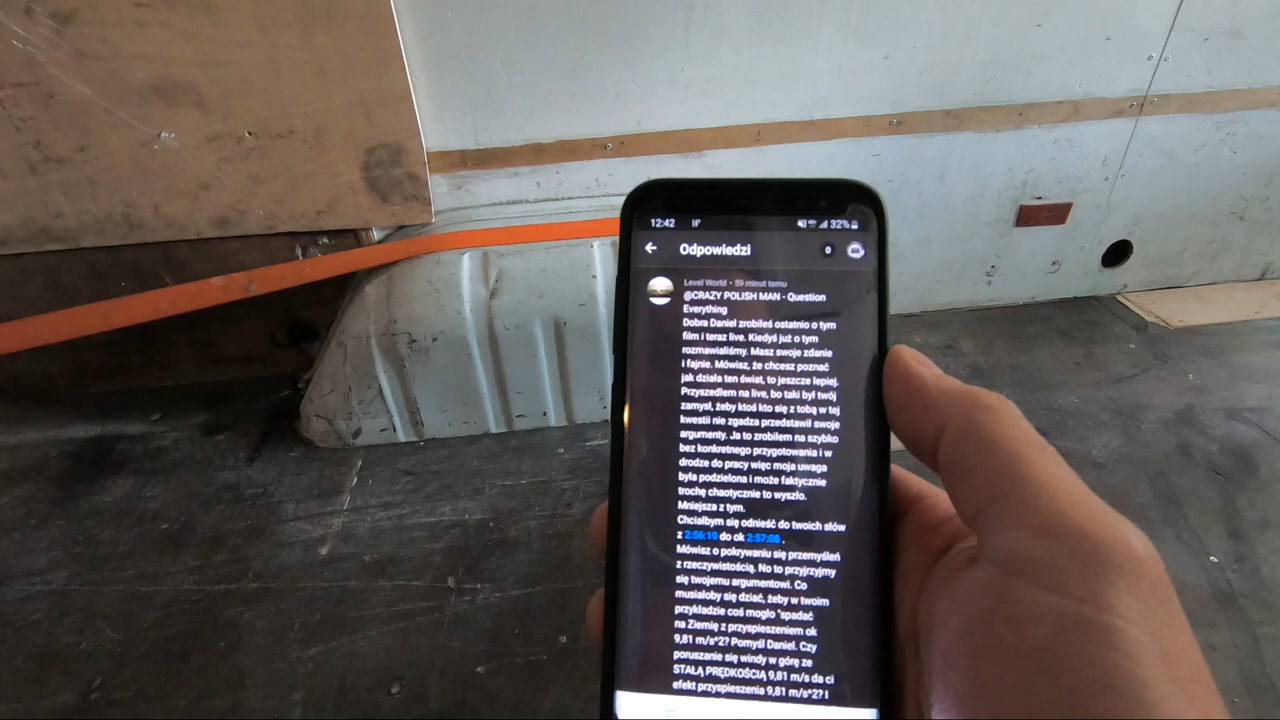 12:42 32%
Odpowiedzi 0
Level World • 59 minut temu
@CRAZY POLISH MAN - Question
Everything
Dobra Daniel zrobiłeś ostatnio o tym
film i teraz live. Kiedyś już o tym
rozmawialiśmy. Masz swoje zdanie
i fajnie. Mówisz, że chcesz poznać
jak działa ten świat, to jeszcze lepiej.
Przyszedłem na live, bo taki był twój
zamysł, żeby ktoś kto się z tobą w tej
kwestii nie zgadza przedstawił swoje
argumenty. Ja to zrobiłem na szybko
bez konkretnego przygotowania i w
drodze do pracy więc moja uwaga
była podzielona i może faktycznie
trochę chaotycznie to wyszło.
Mniejsza z tym.
Chciałbym się odnieść do twoich słów
z 2:56:19 do ok 2:57:08 .
Mówisz o pokrywaniu się przemyśleń
z rzeczywistością. No to przyjrzyjmy
się twojemu argumentowi. Co
musiałoby się dziać, żeby w twoim
przykładzie coś mogło "spadać
na Ziemię z przyspieszeniem ok
9,81 m/s^2? Pomyśl Daniel. Czy
poruszanie się windy w górę ze
STAŁĄ PRĘDKOŚCIĄ 9,81 m/s da ci
efekt przyspieszenia 9,81 m/s^2? I